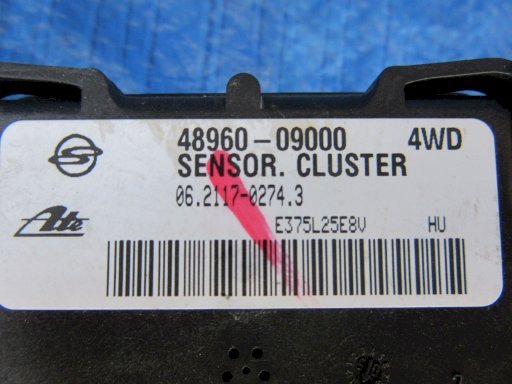 48960-09000 4WD
SENSOR. CLUSTER
06.2117-0274.3
Ate E375L25E8V HU